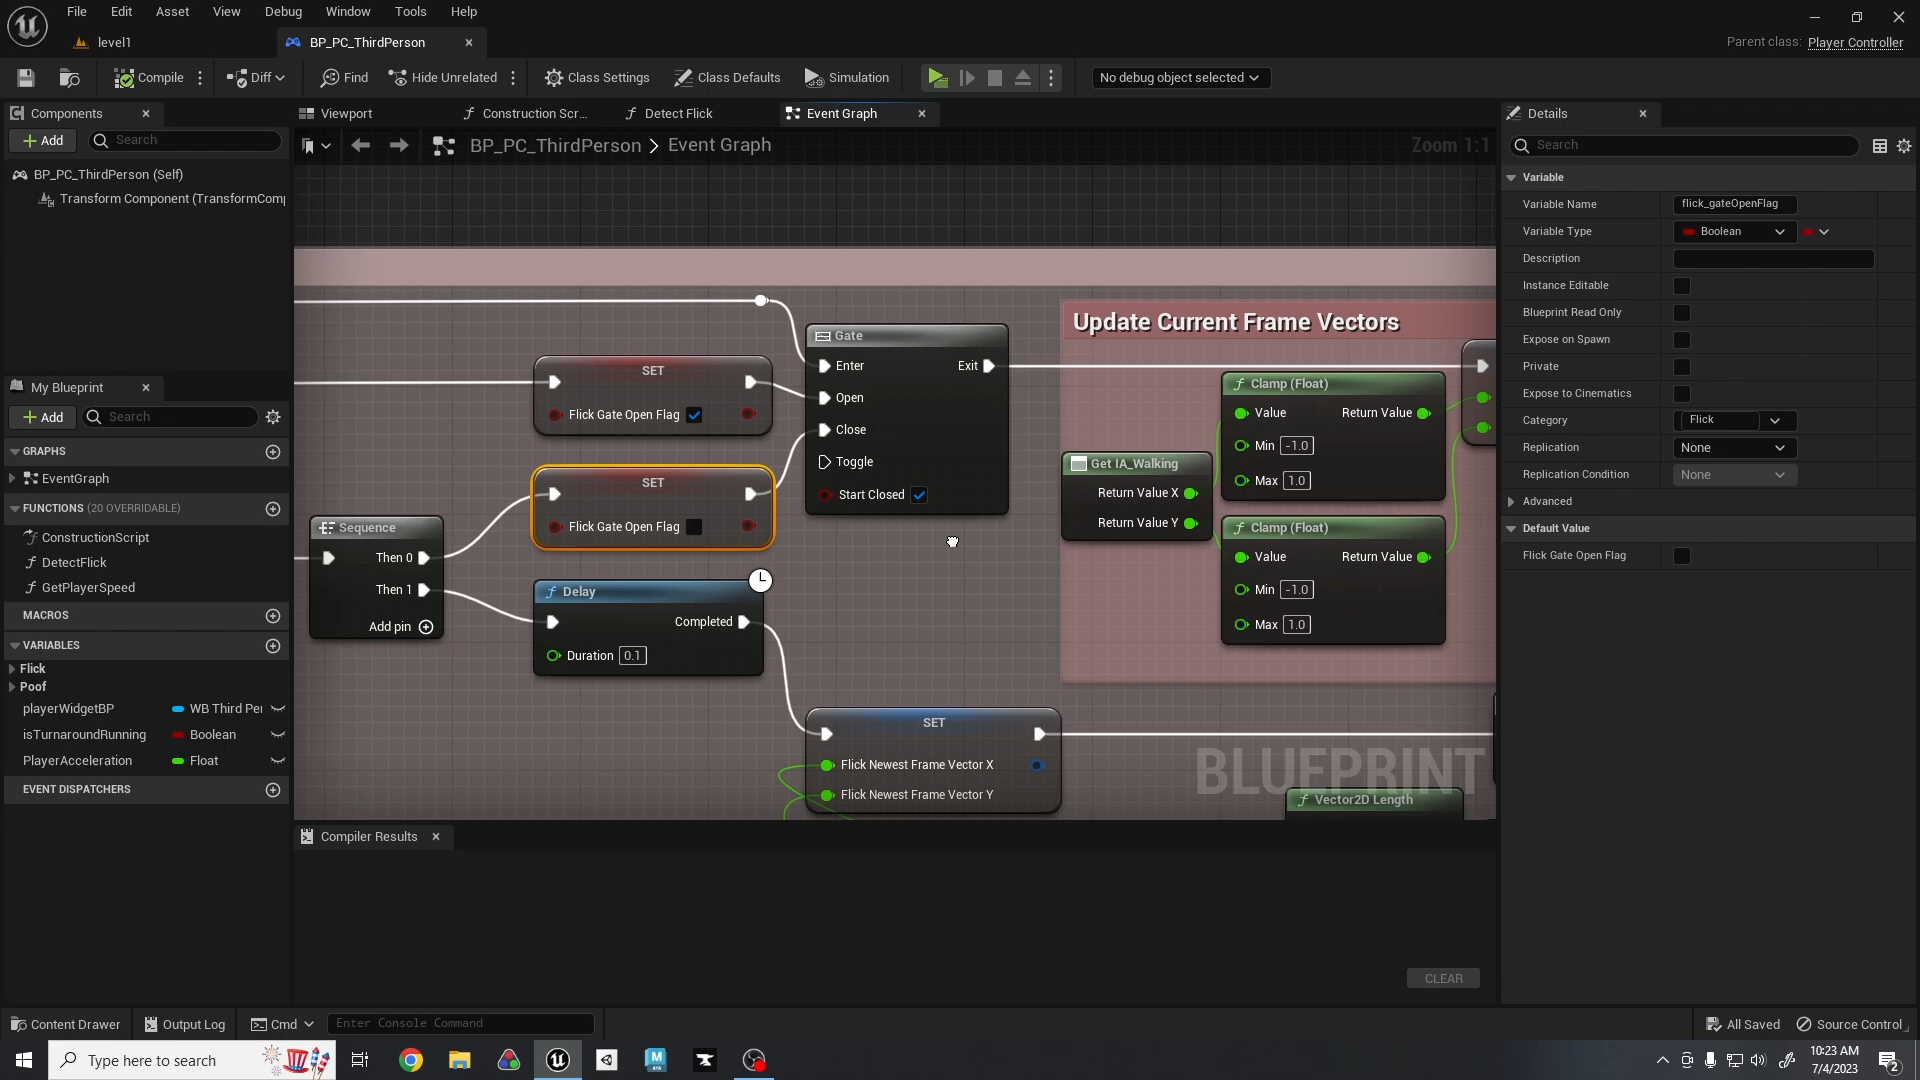 File Edit Asset View Debug Window Tools Help
level1
BP_PC_ThirdPerson
Parent class: Player Controller
Compile Diff Find Hide Unrelated Class Settings Class Defaults Simulation No debug object selected
Components
Add Search
BP_PC_ThirdPerson (Self)
Transform Component (TransformComp
My Blueprint
Add Search
GRAPHS
EventGraph
FUNCTIONS (20 OVERRIDABLE)
ConstructionScript
DetectFlick
GetPlayerSpeed
MACROS
VARIABLES
Flick
Poof
playerWidgetBP WB Third Per
isTurnaroundRunning Boolean
PlayerAcceleration Float
EVENT DISPATCHERS
Viewport Construction Scr... Detect Flick Event Graph
BP_PC_ThirdPerson > Event Graph
Zoom 1:1
Update Current Frame Vectors
SET
Flick Gate Open Flag
SET
Flick Gate Open Flag
Gate
Enter Exit
Open
Close
Toggle
Start Closed
Sequence
Then 0
Then 1
Add pin
Delay
Completed
Duration 0.1
Get IA_Walking
Return Value X
Return Value Y
Clamp (Float)
Value Return Value
Min -1.0
Max 1.0
Clamp (Float)
Value Return Value
Min -1.0
Max 1.0
SET
Flick Newest Frame Vector X
Flick Newest Frame Vector Y
BLUEPRINT
Vector2D Length
Compiler Results
CLEAR
Details
Search
Variable
Variable Name flick_gateOpenFlag
Variable Type Boolean
Description
Instance Editable
Blueprint Read Only
Expose on Spawn
Private
Expose to Cinematics
Category Flick
Replication None
Replication Condition None
Advanced
Default Value
Flick Gate Open Flag
Content Drawer Output Log Cmd Enter Console Command
All Saved Source Control
Type here to search
10:23 AM
7/4/2023
2